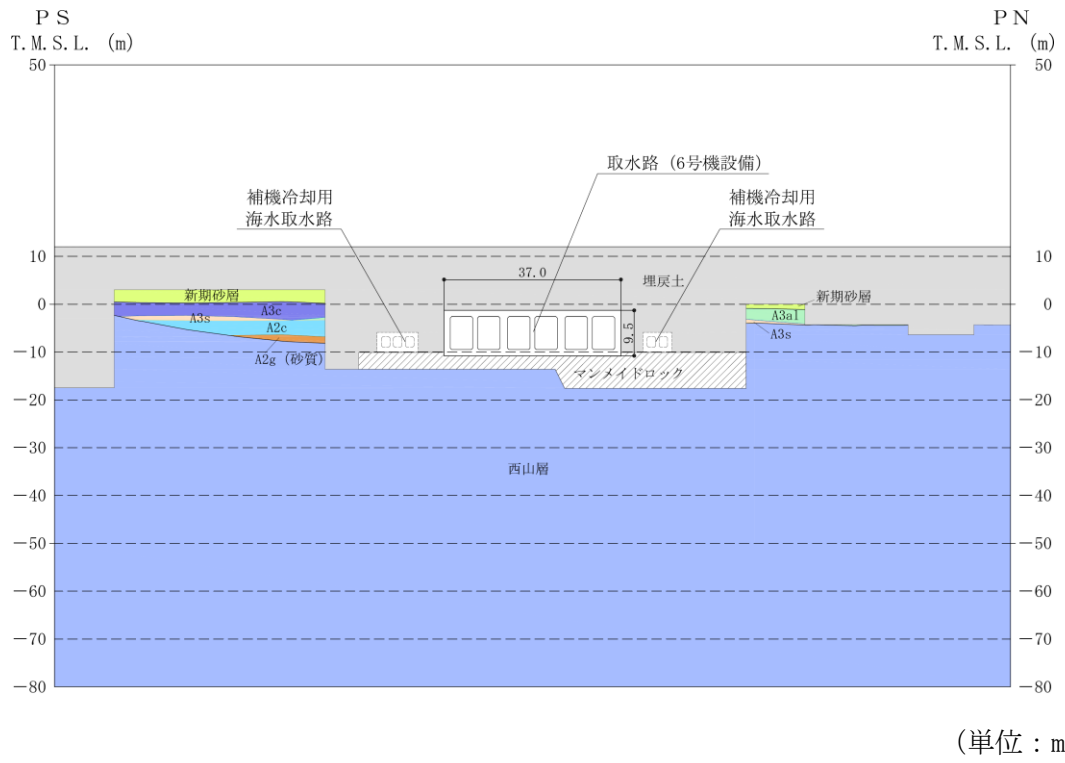 ＰＳ
T.M.S.L. (m)
ＰＮ
T.M.S.L. (m)
50
50
取水路 (6号機設備)
補機冷却用
海水取水路
補機冷却用
海水取水路
10
10
37.0
埋戻土
新期砂層
新期砂層
0
0
A3c
A3s
A3al
A2c
9.5
A3s
A2g (砂質)
−10
−10
マンメイドロック
−20
−20
−30
−30
西山層
−40
−40
−50
−50
−60
−60
−70
−70
−80
−80
(単位：m